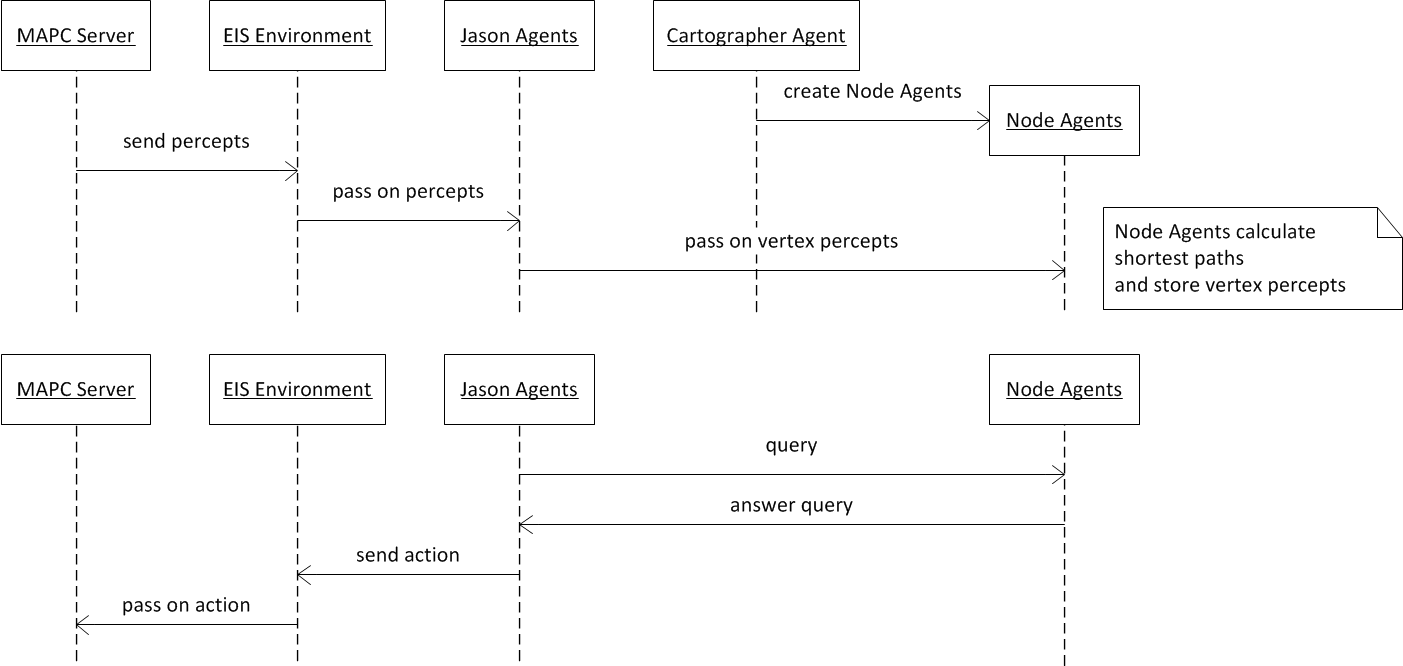 MAPC Server
EIS Environment
Jason Agents
Cartographer Agent
create Node Agents
Node Agents
send percepts
pass on percepts
pass on vertex percepts
Node Agents calculate
shortest paths
and store vertex percepts
MAPC Server
EIS Environment
Jason Agents
Node Agents
query
answer query
send action
pass on action